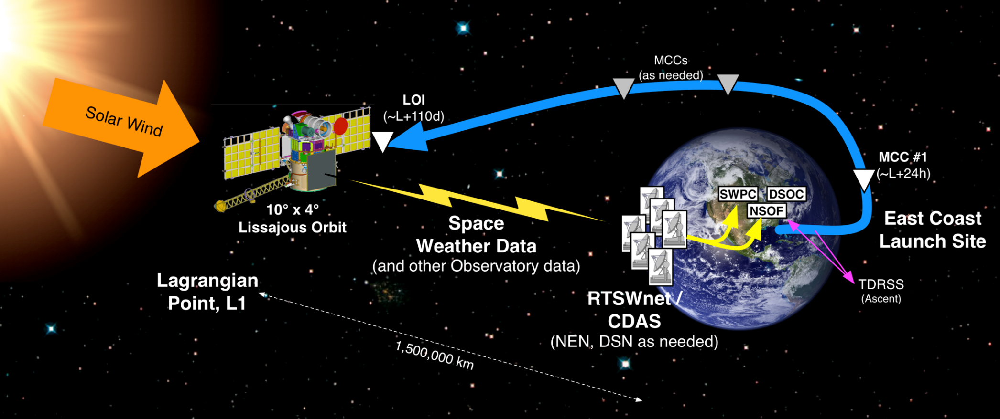 MCCs
(as needed)
LOI
(~L+110d)
Solar Wind
MCC #1
(~L+24h)
SWPC
DSOC
NSOF
10° x 4°
Lissajous Orbit
Space
Weather Data
(and other Observatory data)
East Coast
Launch Site
Lagrangian
Point, L1
TDRSS
(Ascent)
RTSWnet /
CDAS
(NEN, DSN as needed)
1,500,000 km